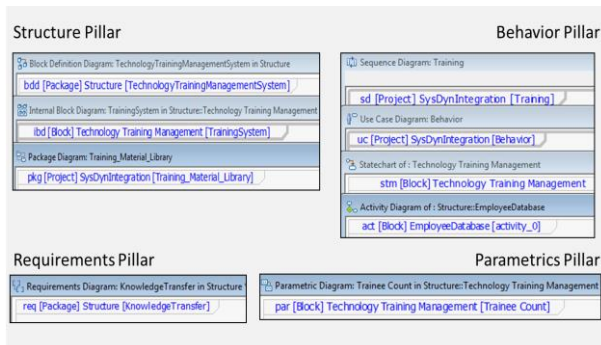 Structure Pillar
Behavior Pillar
Block Definition Diagram: TechnologyTrainingManagementSystem in Structure
bdd [Package] Structure [TechnologyTrainingManagementSystem]
Internal Block Diagram: TrainingSystem in Structure::Technology Training Management
ibd [Block] Technology Training Management [TrainingSystem]
Package Diagram: Training_Material_Library
pkg [Project] SysDynIntegration [Training_Material_Library]
Sequence Diagram: Training
sd [Project] SysDynIntegration [Training]
Use Case Diagram: Behavior
uc [Project] SysDynIntegration [Behavior]
Statechart of : Technology Training Management
stm [Block] Technology Training Management
Activity Diagram of : Structure::EmployeeDatabase
act [Block] EmployeeDatabase [activity_0]
Requirements Pillar
Parametrics Pillar
Requirements Diagram: KnowledgeTransfer in Structure
req [Package] Structure [KnowledgeTransfer]
Parametric Diagram: Trainee Count in Structure::Technology Training Management
par [Block] Technology Training Management [Trainee Count]